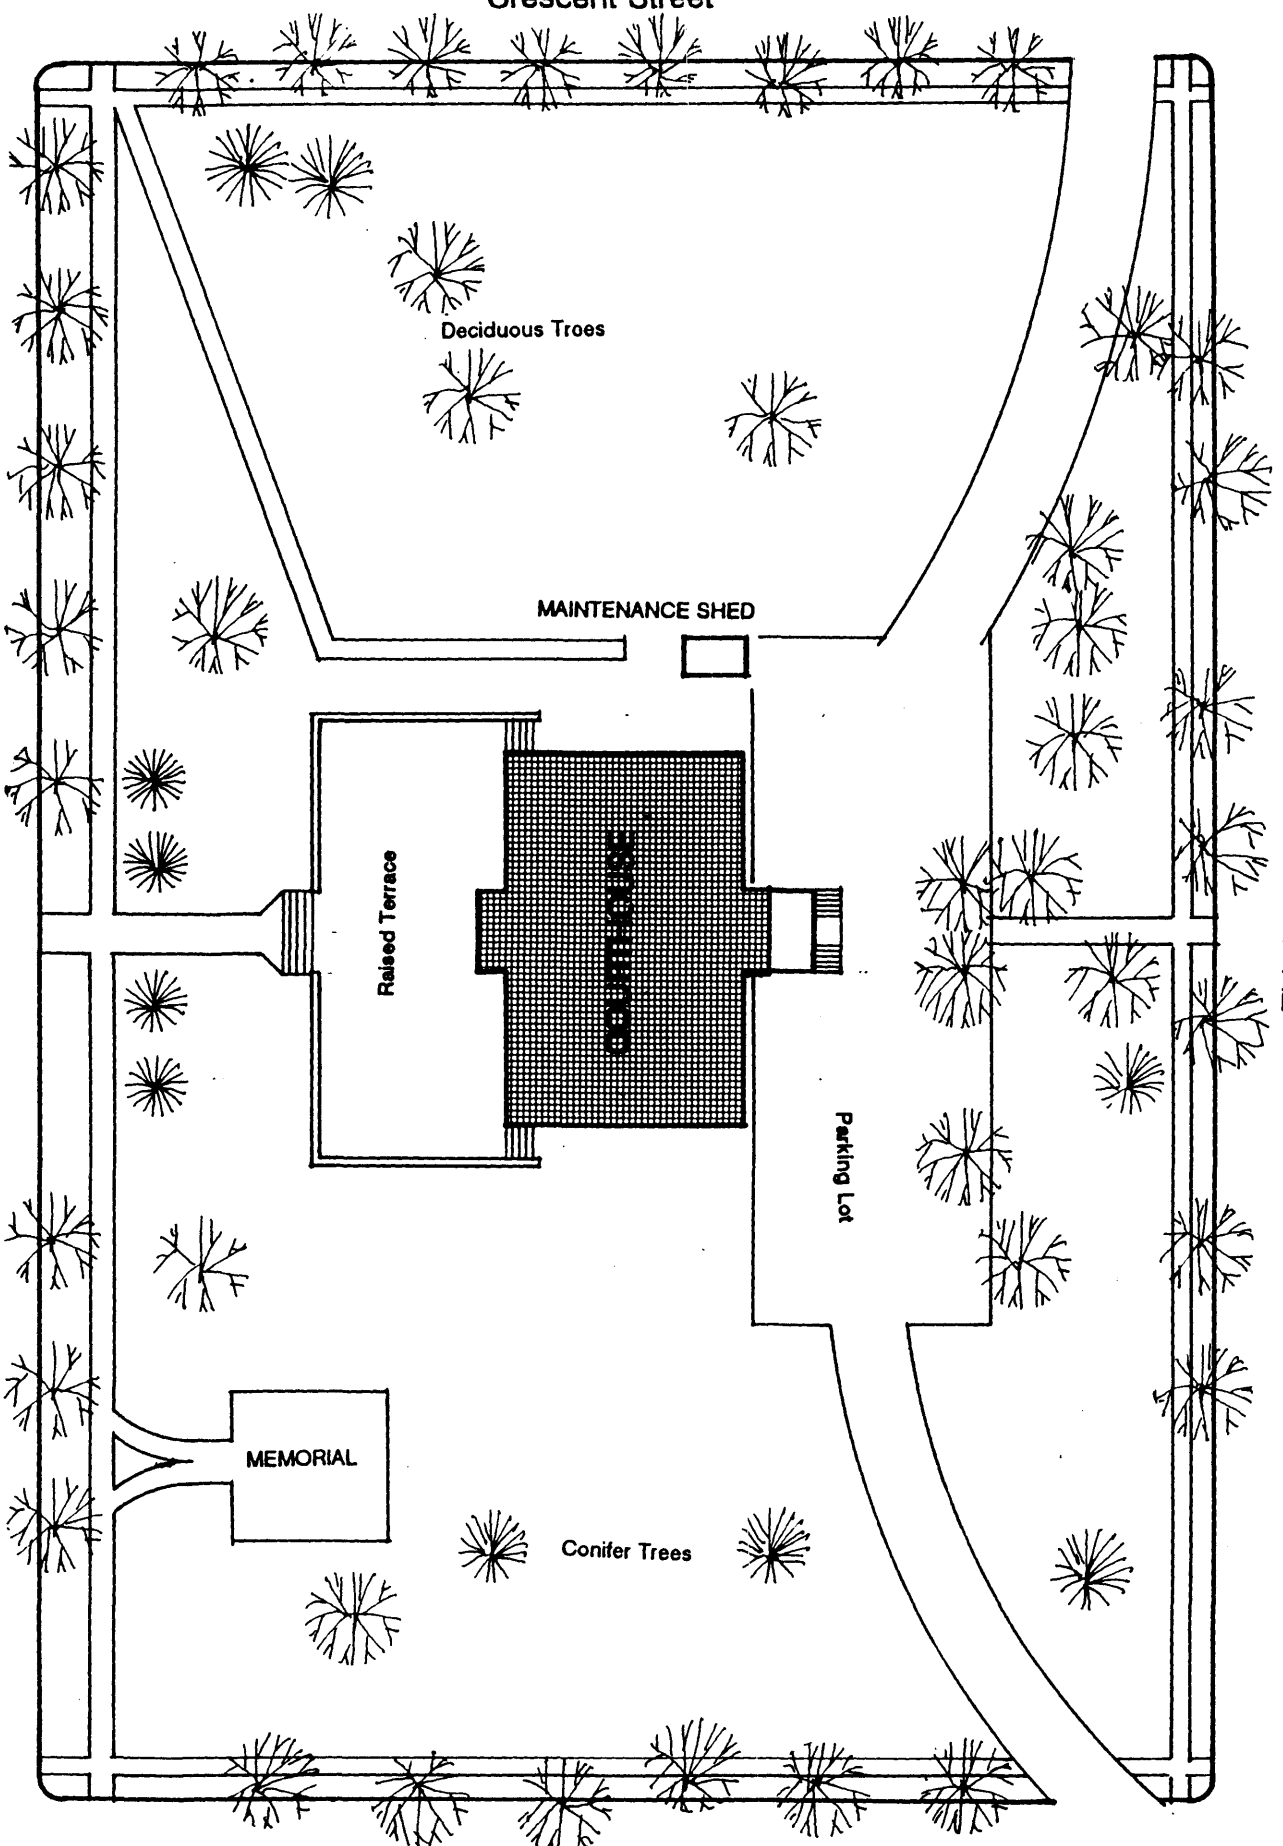 Crescent Street
Deciduous Troes
MAINTENANCE SHED
Raised Terrace
COURTHOUSE
Parking Lot
MEMORIAL
Conifer Trees